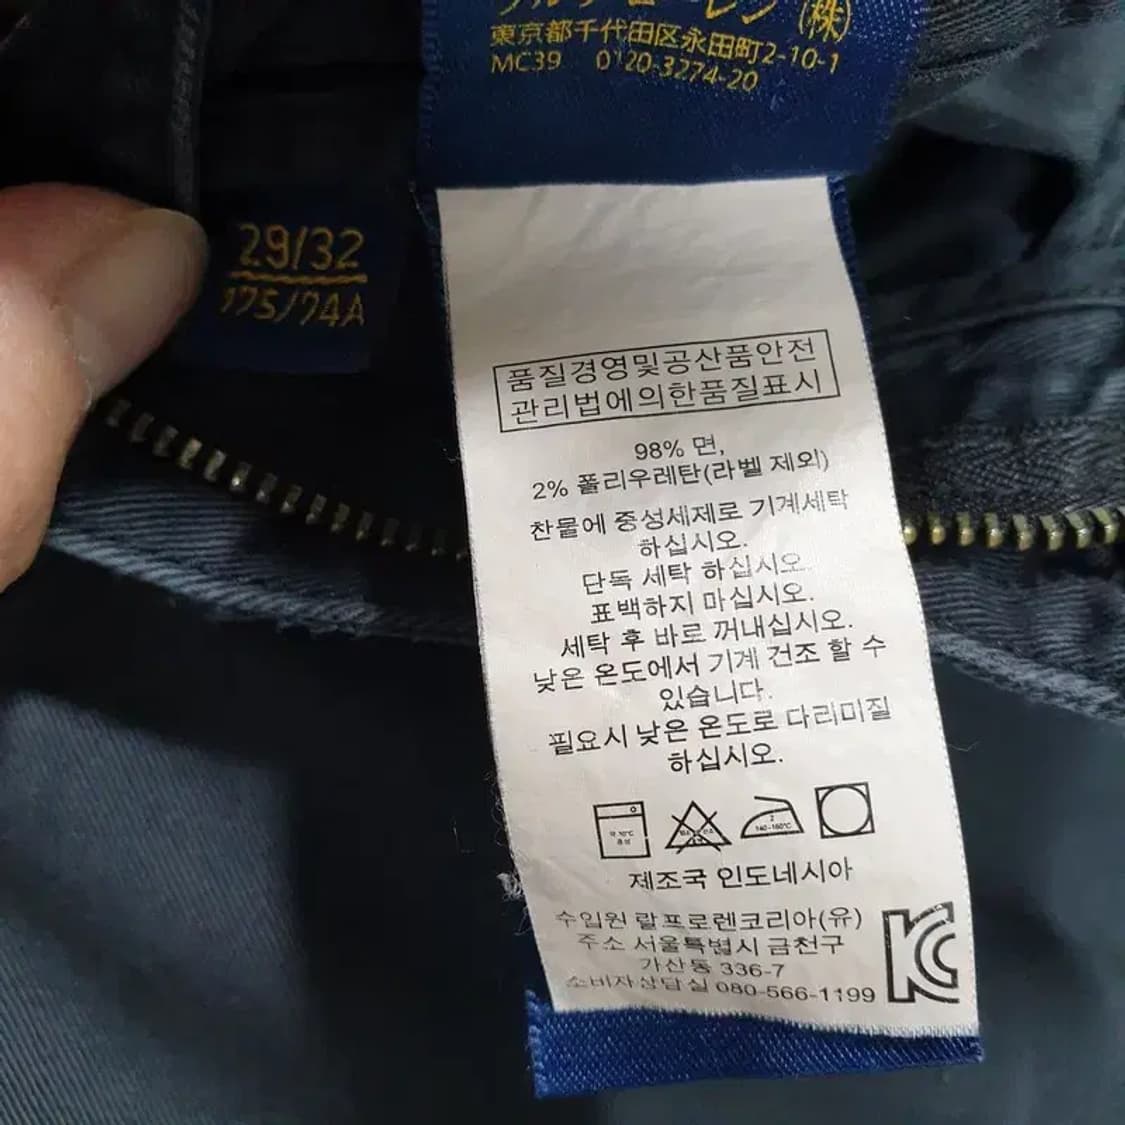 (株)
東京都千代田区永田町2-10-1
MC39 0120-3274-20
29/32
175/74A
품질경영및공산품안전
관리법에의한품질표시
98% 면,
2% 폴리우레탄(라벨 제외)
찬물에 중성세제로 기계세탁
하십시오.
단독 세탁 하십시오.
표백하지 마십시오.
세탁 후 바로 꺼내십시오.
낮은 온도에서 기계 건조 할 수
있습니다.
필요시 낮은 온도로 다리미질
하십시오.
2
140-160℃
제조국 인도네시아
수입원 랄프로렌코리아(유)
주소 서울특별시 금천구
가산동 336-7
소비자상담실 080-566-1199
KC